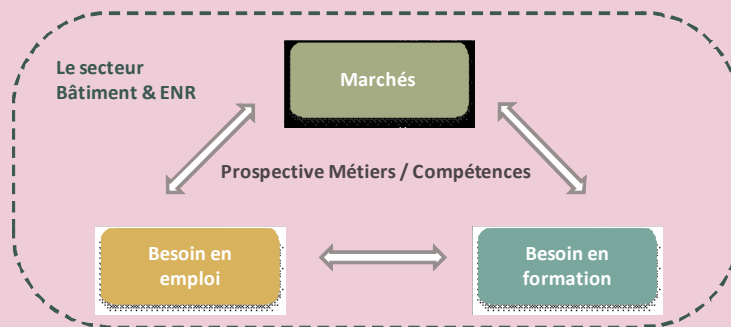 Le secteur
Bâtiment & ENR
Marchés
Prospective Métiers / Compétences
Besoin en
emploi
Besoin en
formation